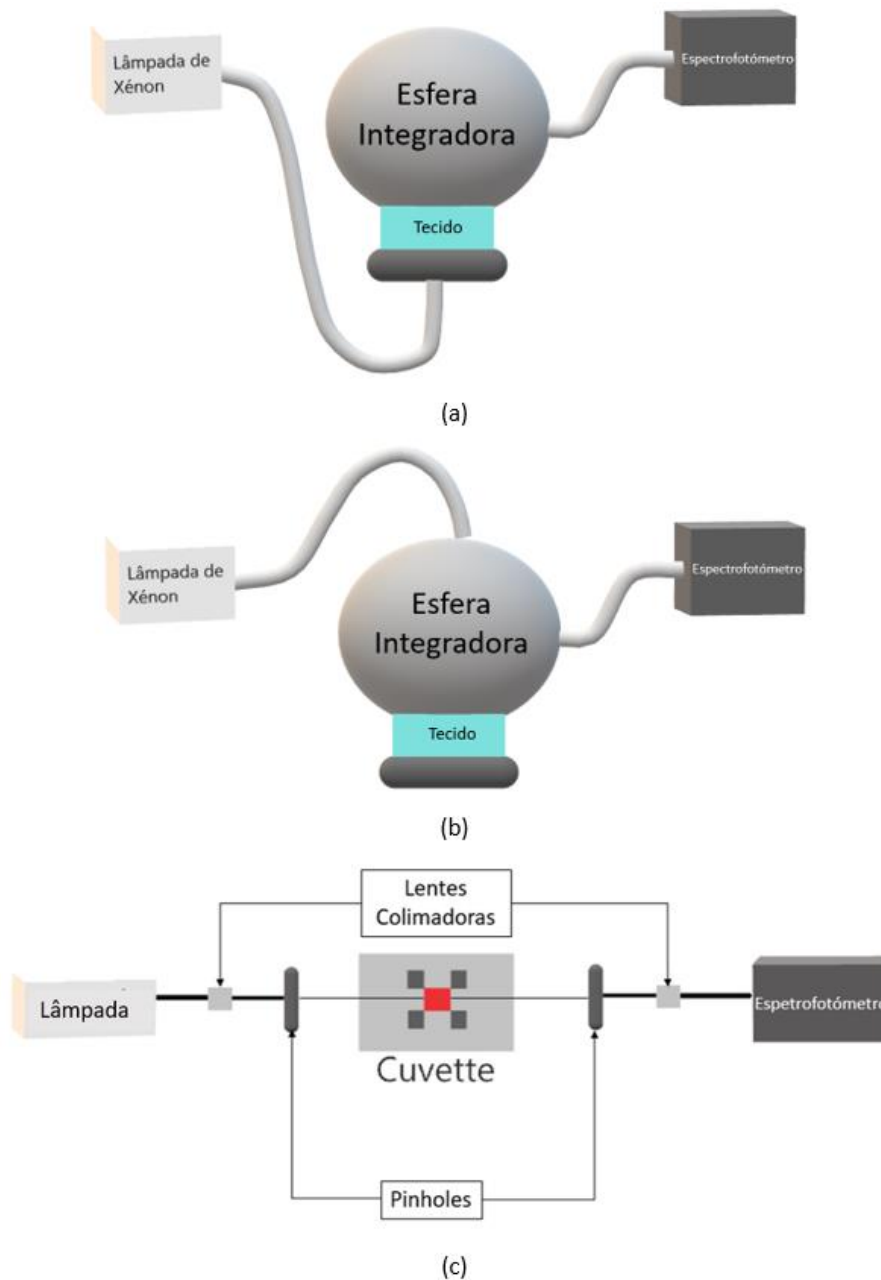 Lâmpada de
Xénon
Esfera
Integradora
Espectrofotómetro
Tecido
(a)
Lâmpada de
Xénon
Esfera
Integradora
Espectrofotómetro
Tecido
(b)
Lentes
Colimadoras
Lâmpada
Espetrofotómetro
Cuvette
Pinholes
(c)